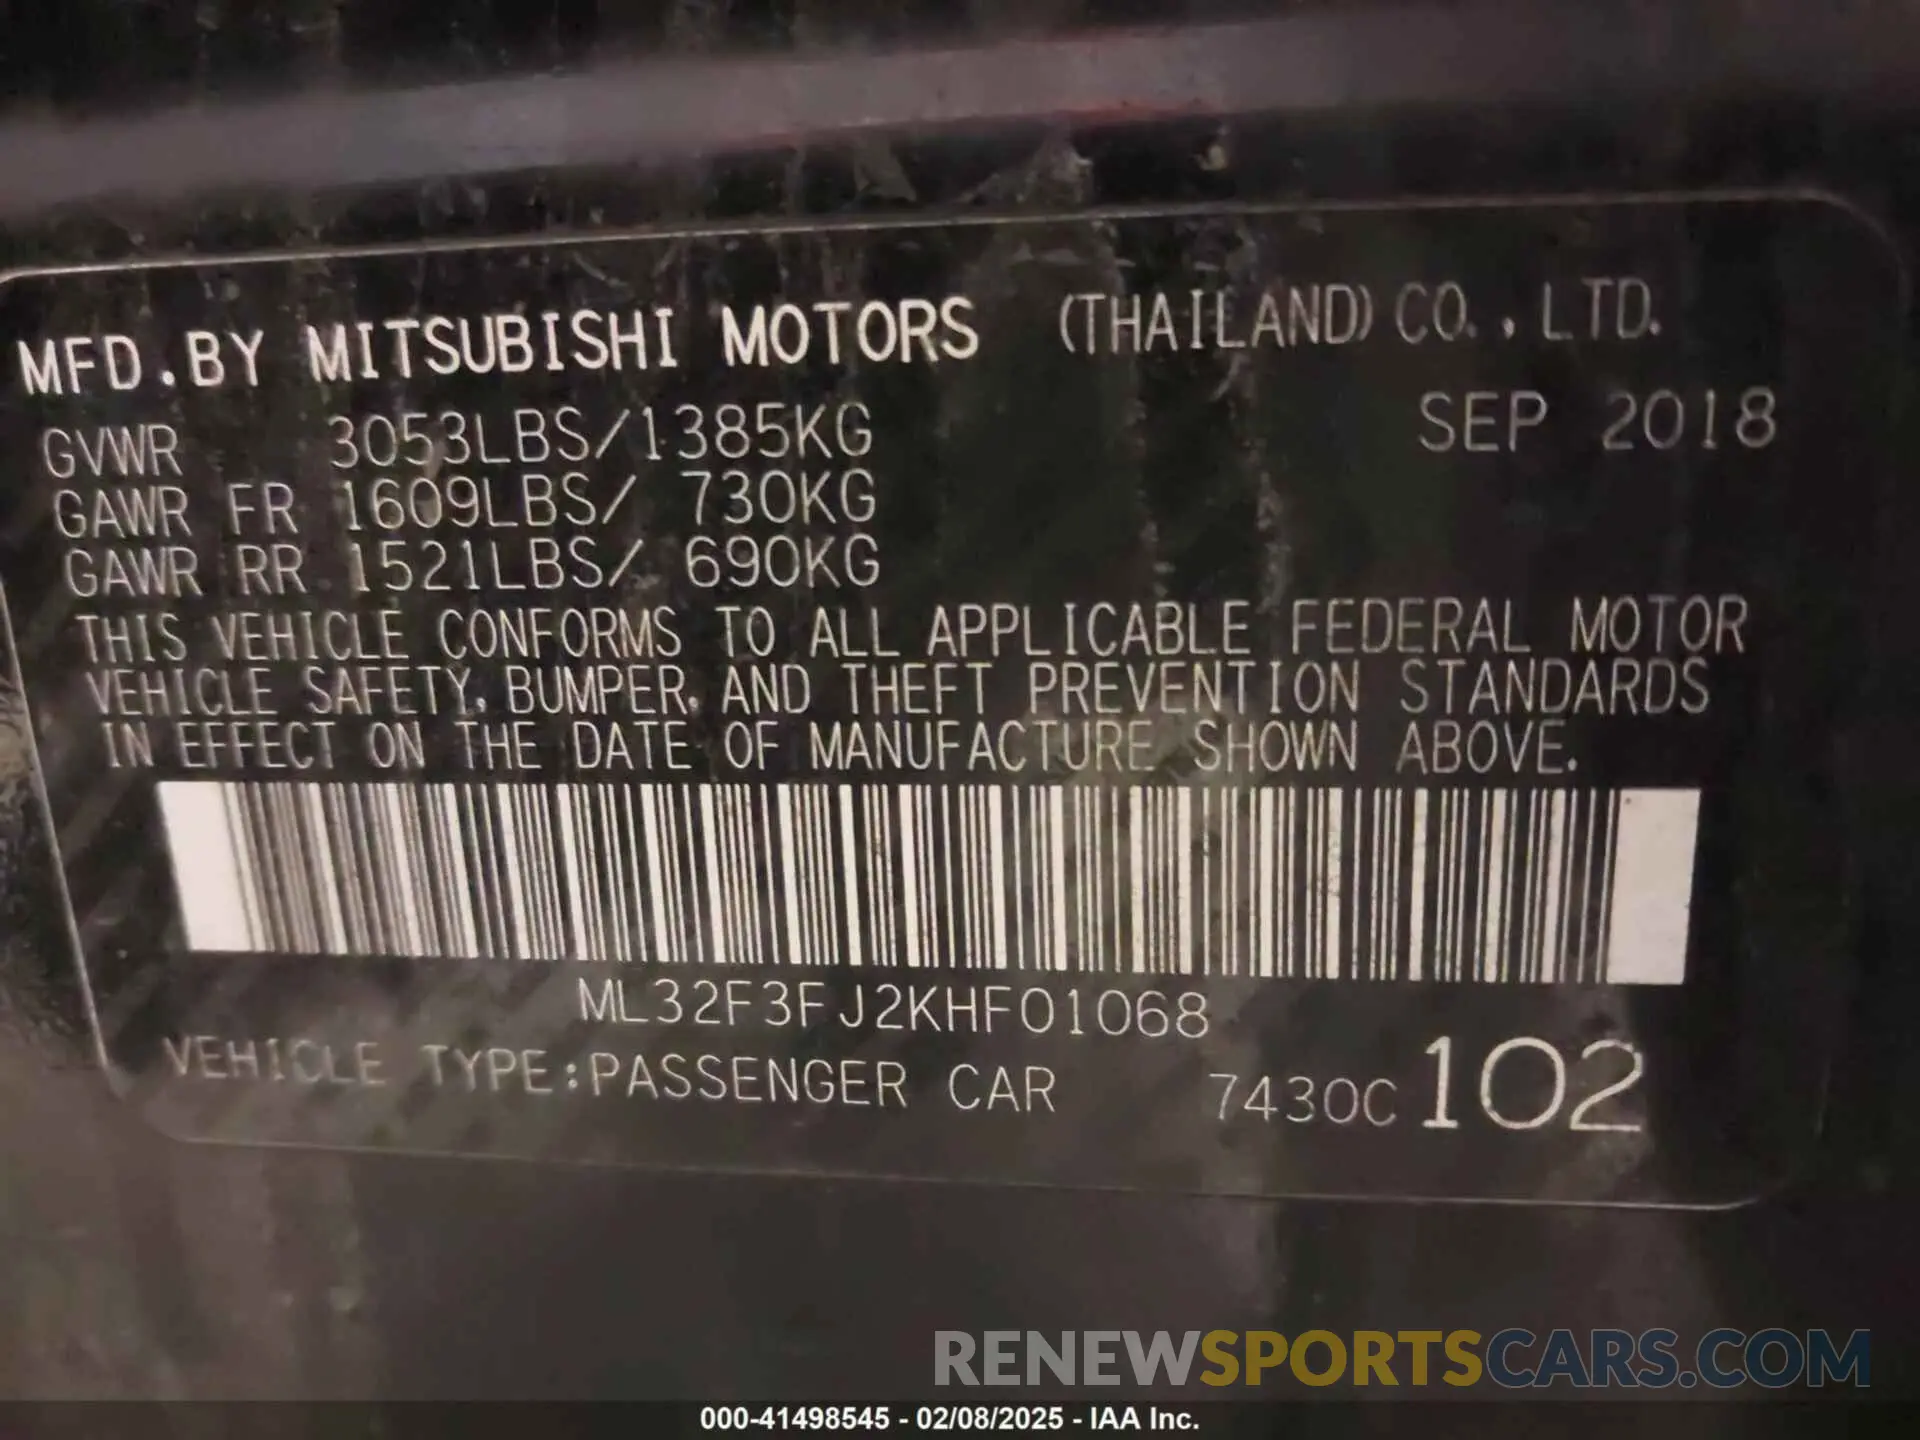 MFD.BY MITSUBISHI MOTORS (THAILAND) CO., LTD.
SEP 2018
GVWR 3053LBS/1385KG
GAWR FR 1609LBS/ 730KG
GAWR RR 1521LBS/ 690KG
THIS VEHICLE CONFORMS TO ALL APPLICABLE FEDERAL MOTOR
VEHICLE SAFETY, BUMPER, AND THEFT PREVENTION STANDARDS
IN EFFECT ON THE DATE OF MANUFACTURE SHOWN ABOVE.
ML32F3FJ2KHF01068
VEHICLE TYPE:PASSENGER CAR 7430C 102
RENEWSPORTSCARS.COM
000-41498545 - 02/08/2025 - IAA Inc.